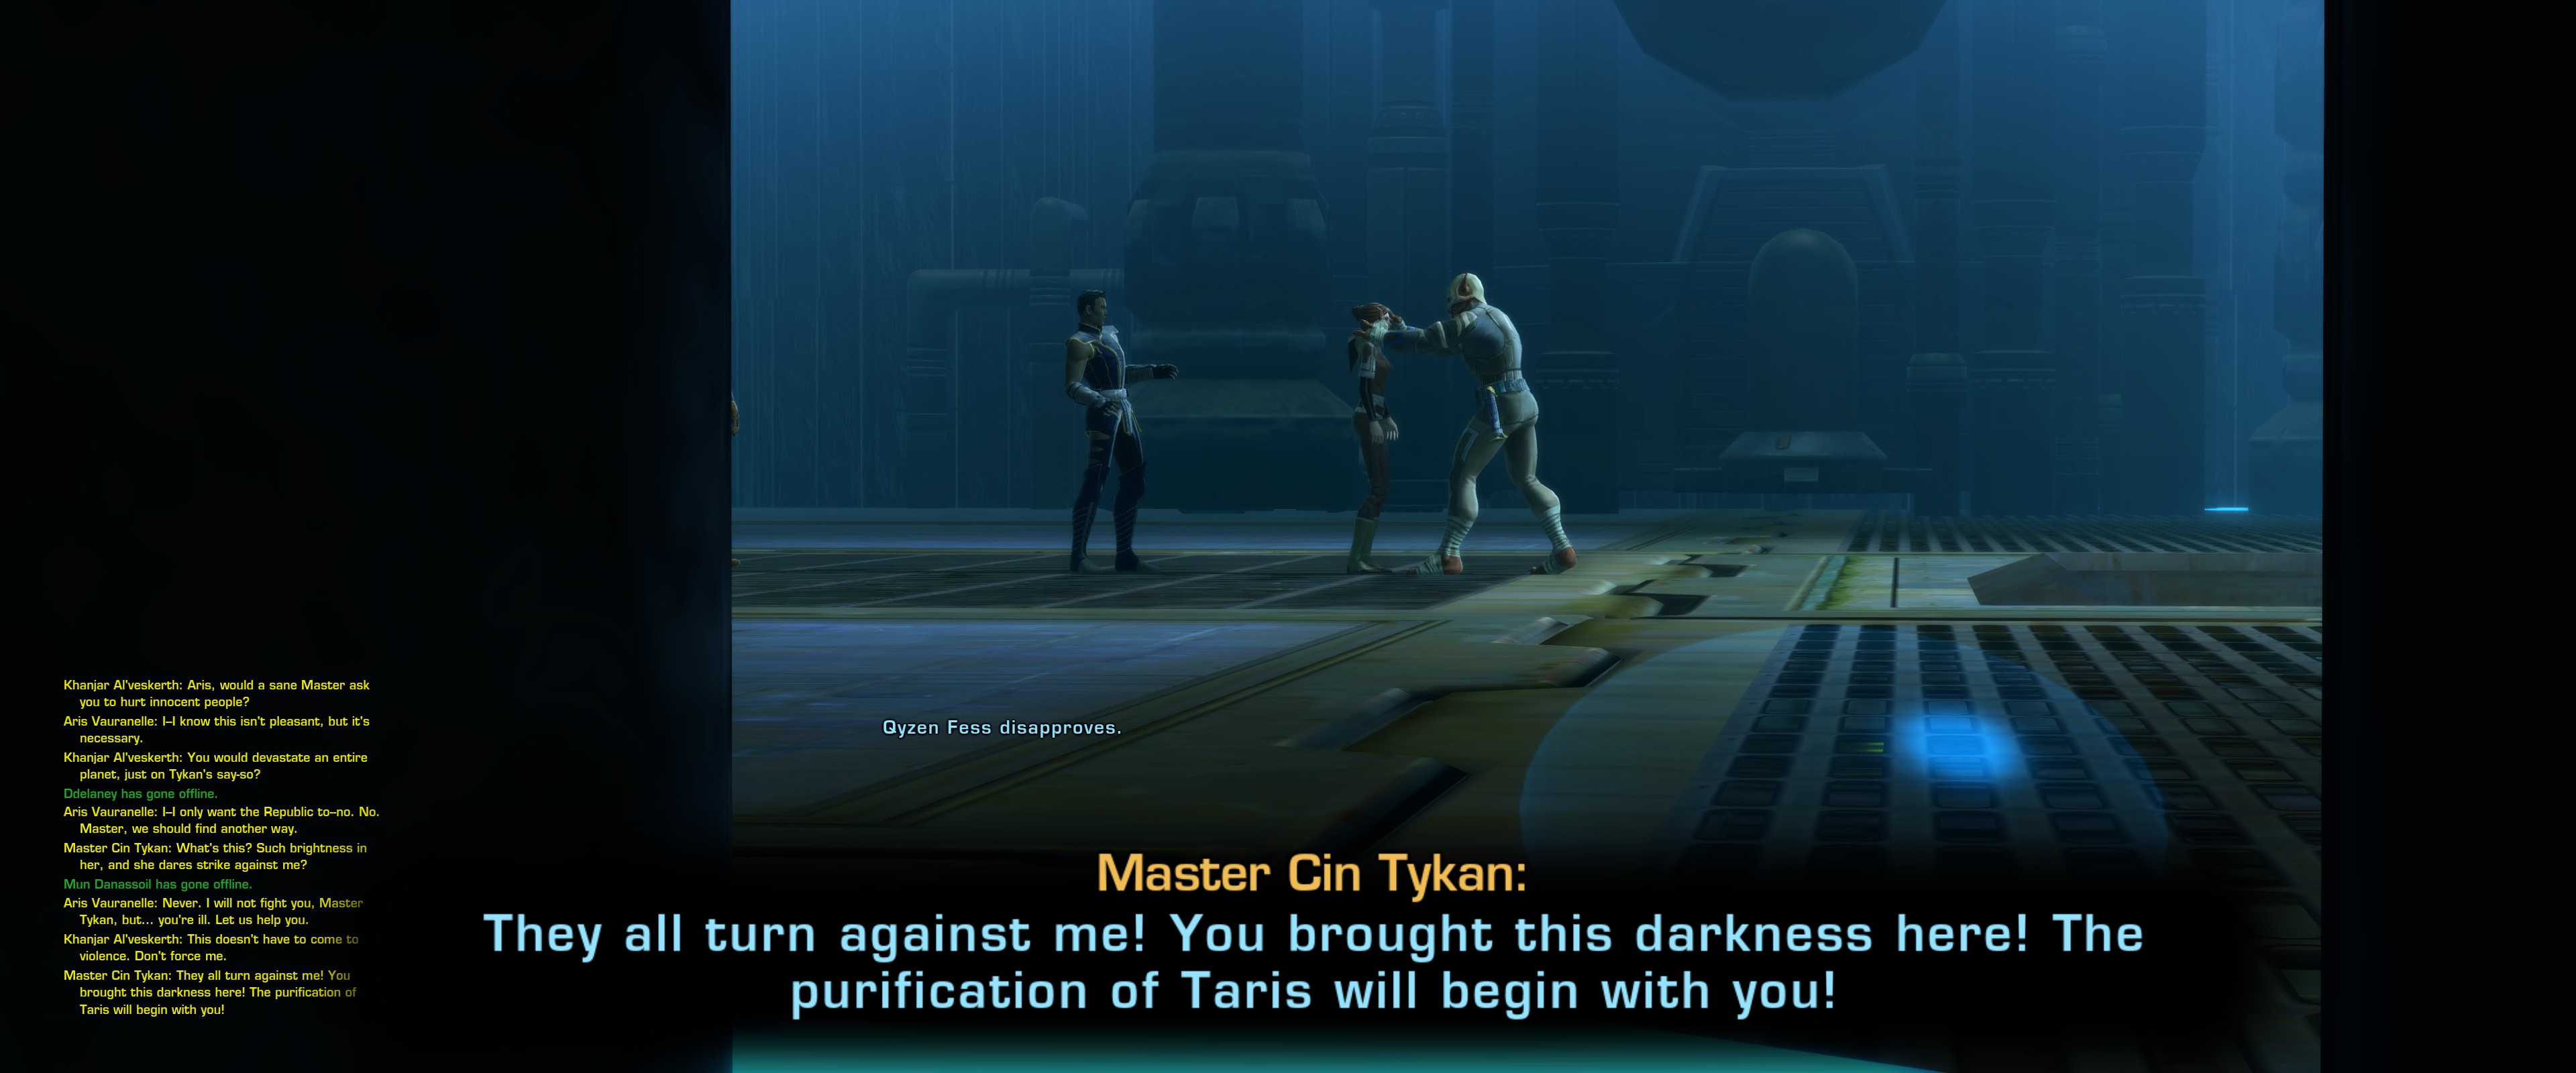 Khanjar Al'veskerth: Aris, would a sane Master ask
you to hurt innocent people?
Aris Vauranelle: I--I know this isn't pleasant, but it's
necessary.
Khanjar Al'veskerth: You would devastate an entire
planet, just on Tykan's say-so?
Ddelaney has gone offline.
Aris Vauranelle: I--I only want the Republic to--no. No.
Master, we should find another way.
Master Cin Tykan: What's this? Such brightness in
her, and she dares strike against me?
Mun Danassoil has gone offline.
Aris Vauranelle: Never. I will not fight you, Master
Tykan, but... you're ill. Let us help you.
Khanjar Al'veskerth: This doesn't have to come to
violence. Don't force me.
Master Cin Tykan: They all turn against me! You
brought this darkness here! The purification of
Taris will begin with you!
Qyzen Fess disapproves.
Master Cin Tykan:
They all turn against me! You brought this darkness here! The
purification of Taris will begin with you!